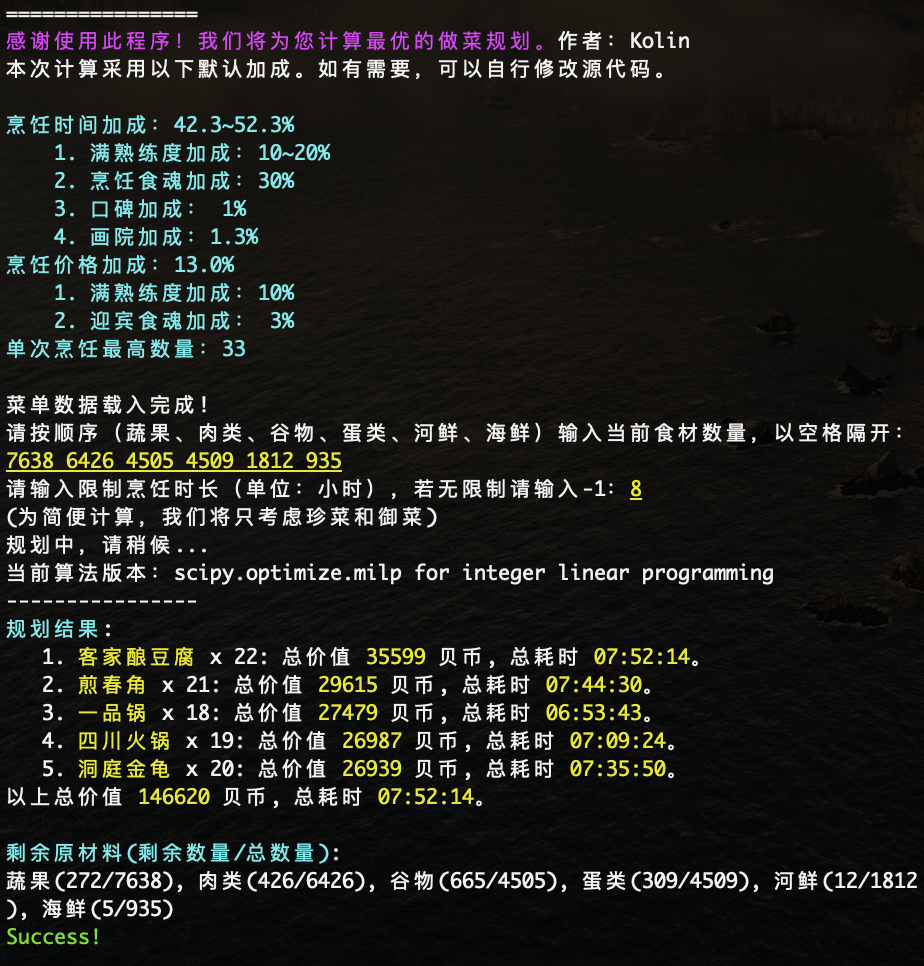 ================
感谢使用此程序！我们将为您计算最优的做菜规划。作者：Kolin
本次计算采用以下默认加成。如有需要，可以自行修改源代码。
烹饪时间加成：42.3~52.3%
1. 满熟练度加成：10~20%
2. 烹饪食魂加成：30%
3. 口碑加成： 1%
4. 画院加成：1.3%
烹饪价格加成：13.0%
1. 满熟练度加成：10%
2. 迎宾食魂加成： 3%
单次烹饪最高数量：33
菜单数据载入完成！
请按顺序（蔬果、肉类、谷物、蛋类、河鲜、海鲜）输入当前食材数量，以空格隔开：
7638 6426 4505 4509 1812 935
请输入限制烹饪时长（单位：小时），若无限制请输入-1：8
(为简便计算，我们将只考虑珍菜和御菜)
规划中，请稍候...
当前算法版本：scipy.optimize.milp for integer linear programming
----------------
规划结果：
1. 客家酿豆腐 x 22: 总价值 35599 贝币，总耗时 07:52:14。
2. 煎春角 x 21: 总价值 29615 贝币，总耗时 07:44:30。
3. 一品锅 x 18: 总价值 27479 贝币，总耗时 06:53:43。
4. 四川火锅 x 19: 总价值 26987 贝币，总耗时 07:09:24。
5. 洞庭金龟 x 20: 总价值 26939 贝币，总耗时 07:35:50。
以上总价值 146620 贝币，总耗时 07:52:14。
剩余原材料(剩余数量/总数量)：
蔬果(272/7638)，肉类(426/6426)，谷物(665/4505)，蛋类(309/4509)，河鲜(12/1812
)，海鲜(5/935)
Success!